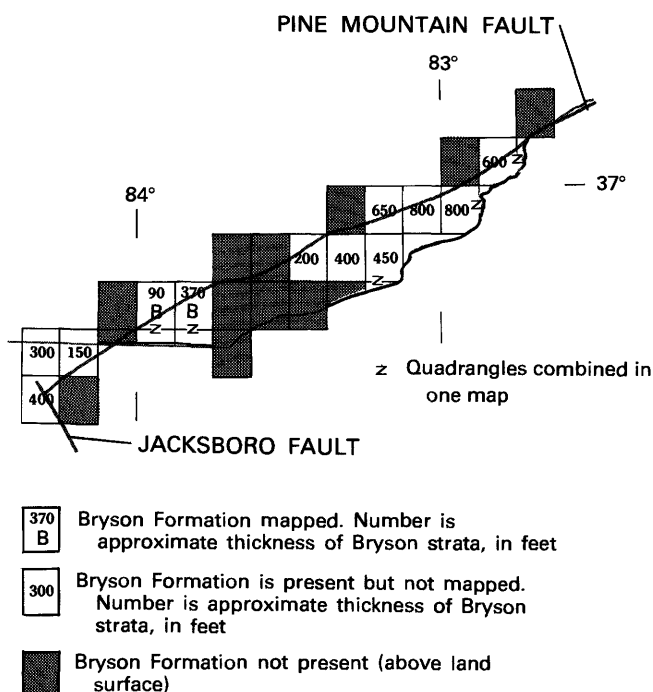 PINE MOUNTAIN FAULT
83°
600 z
84°
37°
650 800 800 z
200 400 450
z
90 370
B B
z z
300 150
z Quadrangles combined in
one map
400
JACKSBORO FAULT
370
B
Bryson Formation mapped. Number is
approximate thickness of Bryson strata, in feet
300
Bryson Formation is present but not mapped.
Number is approximate thickness of Bryson
strata, in feet
Bryson Formation not present (above land
surface)